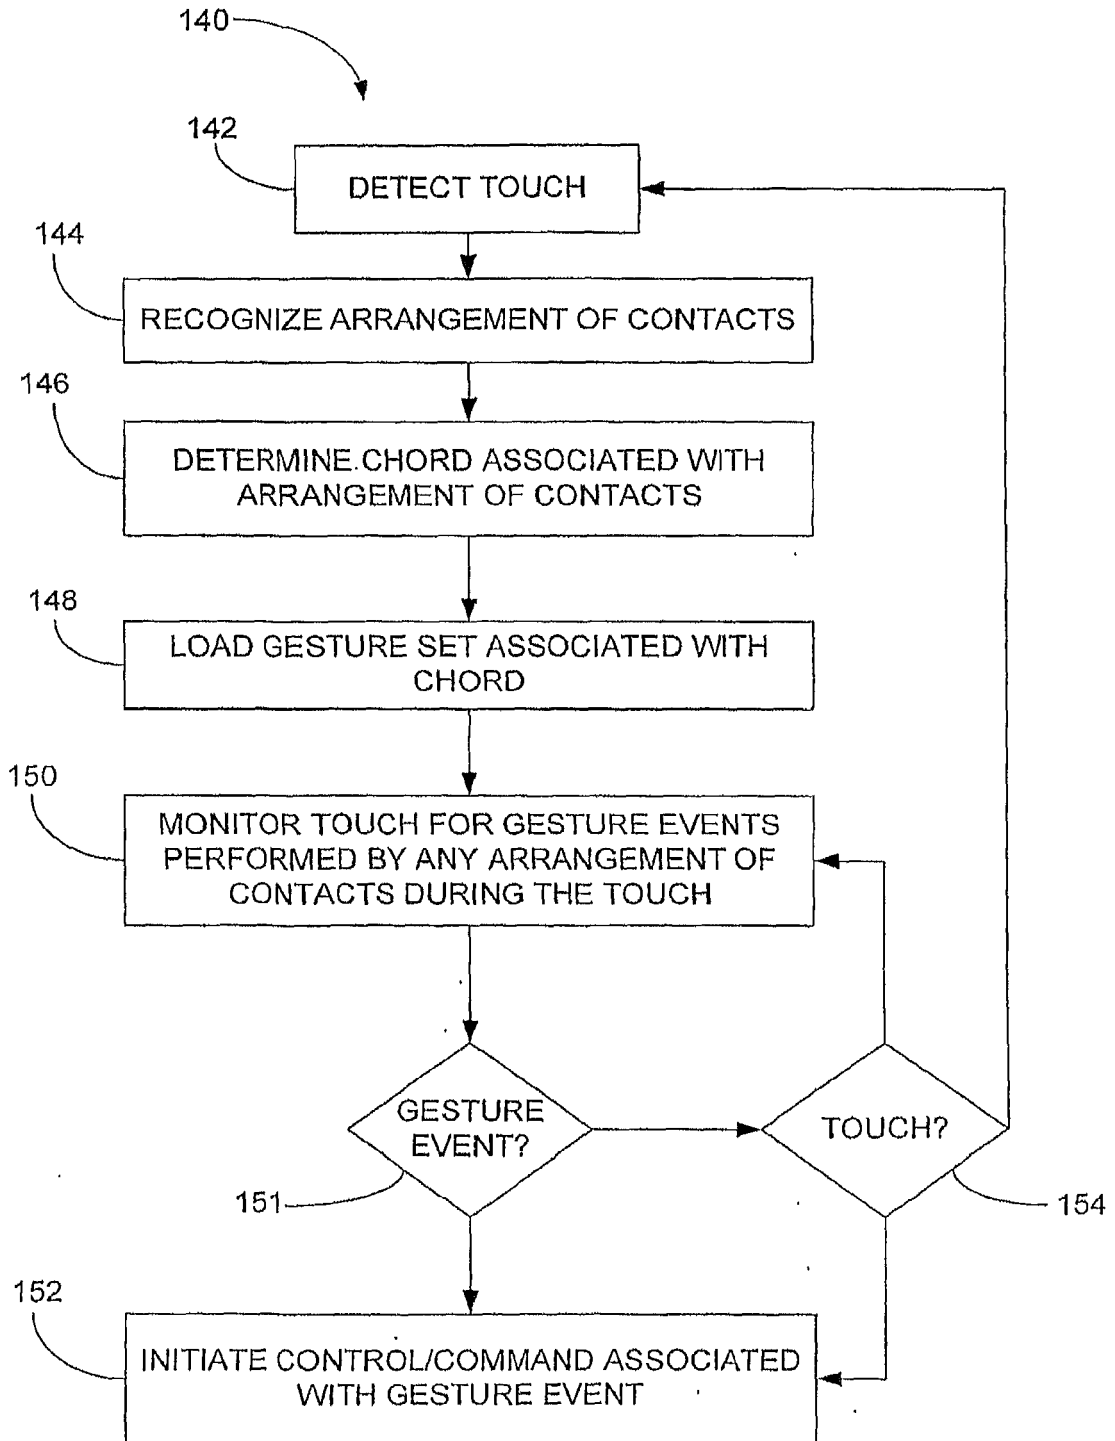 140
142
DETECT TOUCH
144
RECOGNIZE ARRANGEMENT OF CONTACTS
146
DETERMINE CHORD ASSOCIATED WITH
ARRANGEMENT OF CONTACTS
148
LOAD GESTURE SET ASSOCIATED WITH
CHORD
150
MONITOR TOUCH FOR GESTURE EVENTS
PERFORMED BY ANY ARRANGEMENT OF
CONTACTS DURING THE TOUCH
GESTURE
EVENT?
TOUCH?
151
154
152
INITIATE CONTROL/COMMAND ASSOCIATED
WITH GESTURE EVENT